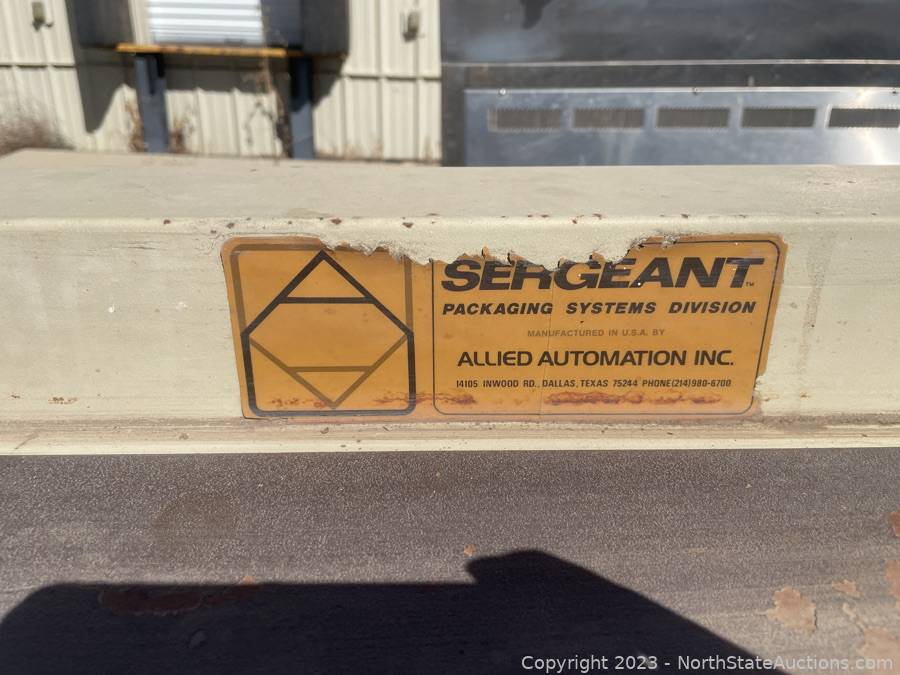 SERGEANT™
PACKAGING SYSTEMS DIVISION
MANUFACTURED IN U.S.A. BY
ALLIED AUTOMATION INC.
14105 INWOOD RD., DALLAS, TEXAS 75244 PHONE (214) 980-6700
Copyright © 2023 - NorthStateAuctions.com